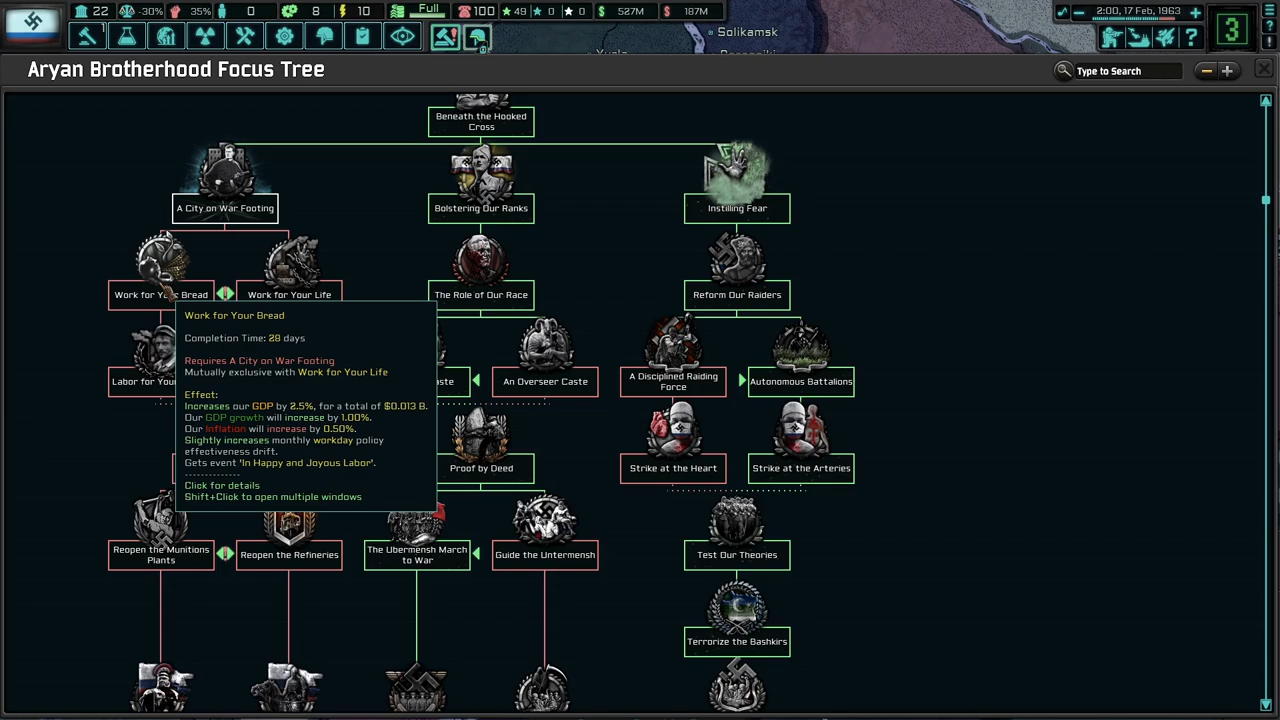 22 -30% 35% 0 8 10 Full 100 49 0 0 527M 187M 2:00, 17 Feb, 1963
1
3
Solikamsk
Aryan Brotherhood Focus Tree
Type to Search
Beneath the Hooked
Cross
A City on War Footing
Bolstering Our Ranks
Instilling Fear
Work for Your Bread
Work for Your Life
The Role of Our Race
Reform Our Raiders
Work for Your Bread
Completion Time: 28 days
Requires A City on War Footing
Mutually exclusive with Work for Your Life
Effect:
Increases our GDP by 2.5%, for a total of $0.013 B.
Our GDP growth will increase by 1.00%.
Our Inflation will increase by 0.50%.
Slightly increases monthly workday policy
effectiveness drift.
Gets event 'In Happy and Joyous Labor'.
--------------
Click for details
Shift+Click to open multiple windows
Labor for
An Overseer Caste
A Disciplined Raiding
Force
Autonomous Battalions
Proof by Deed
Strike at the Heart
Strike at the Arteries
Reopen the Munitions
Plants
Reopen the Refineries
The Ubermensh March
to War
Guide the Untermensh
Test Our Theories
Terrorize the Bashkirs